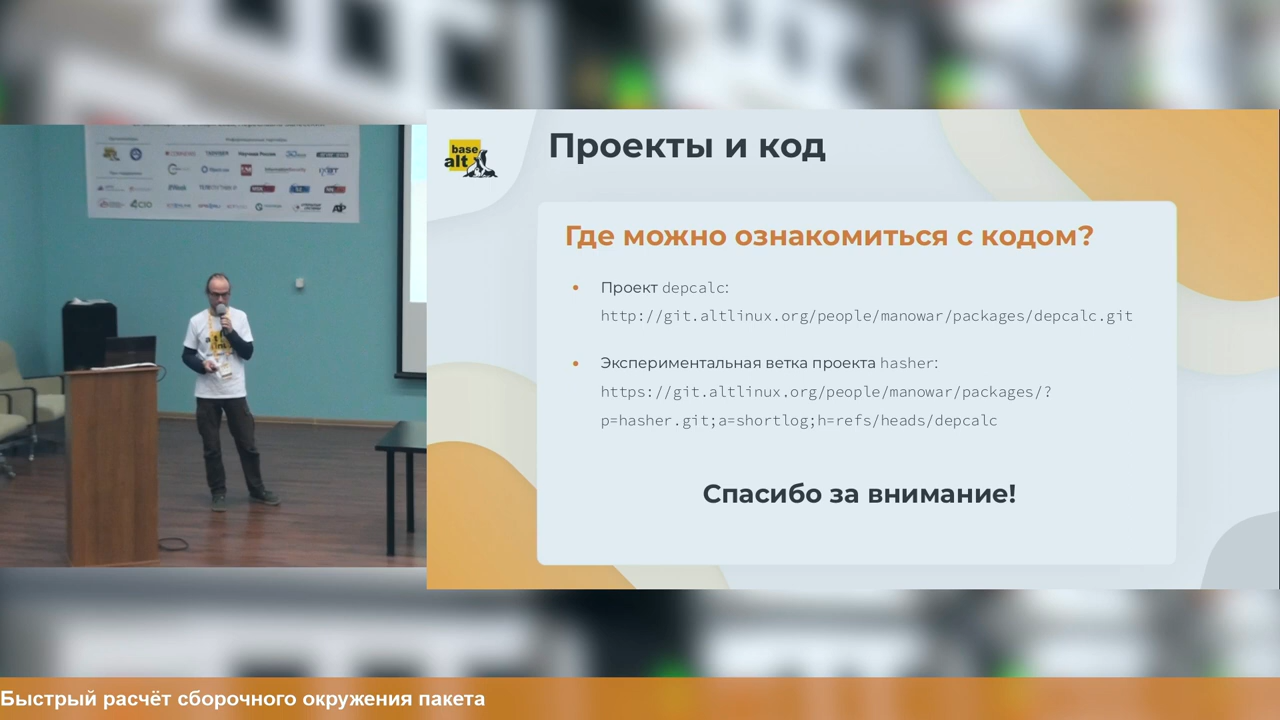 base
alt
Проекты и код
Где можно ознакомиться с кодом?
• Проект depcalc:
http://git.altlinux.org/people/manowar/packages/depcalc.git
• Экспериментальная ветка проекта hasher:
https://git.altlinux.org/people/manowar/packages/?
p=hasher.git;a=shortlog;h=refs/heads/depcalc
Спасибо за внимание!
Быстрый расчёт сборочного окружения пакета